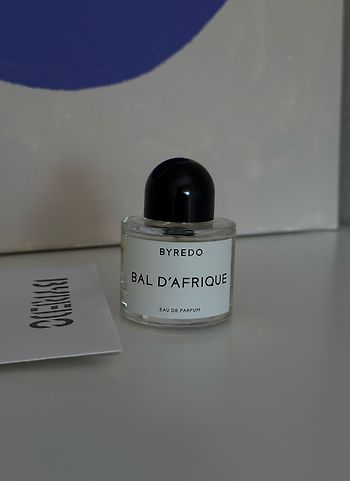 BYREDO
BAL D'AFRIQUE
EAU DE PARFUM